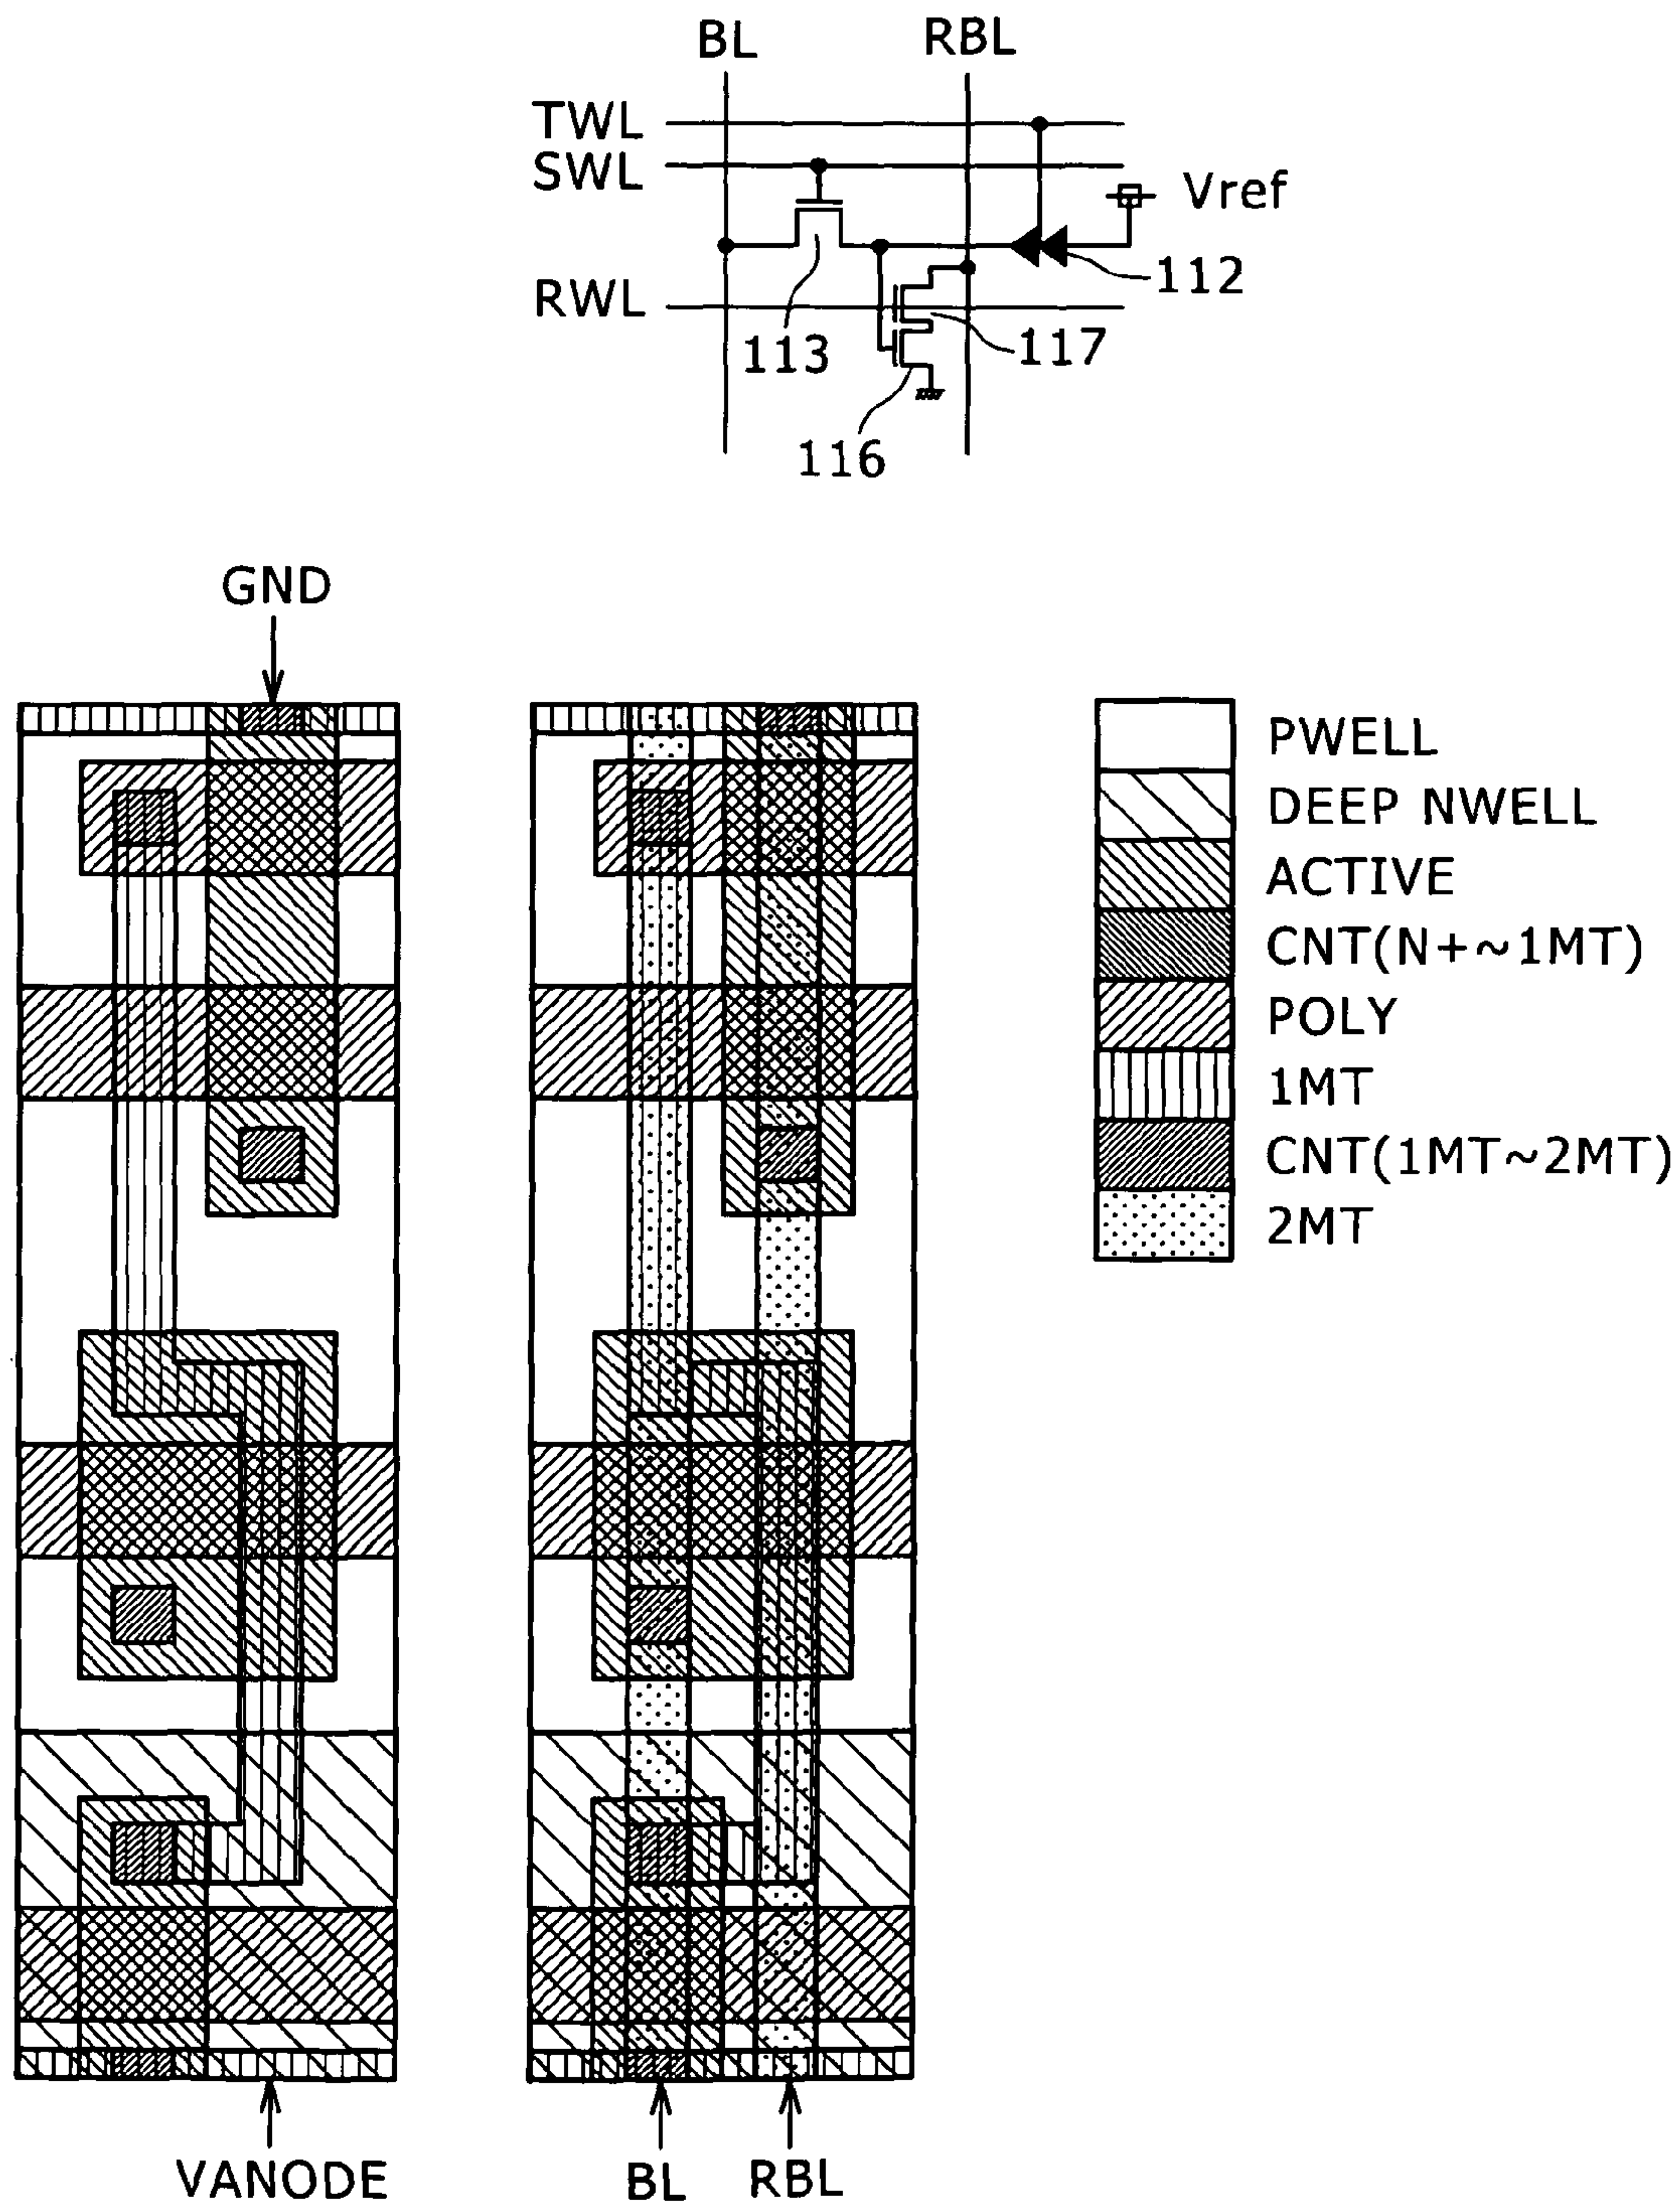 BL
RBL
TWL
SWL
Vref
112
RWL
113
117
116
GND
PWELL
DEEP NWELL
ACTIVE
CNT(N+~1MT)
POLY
1MT
CNT(1MT~2MT)
2MT
VANODE
BL
RBL